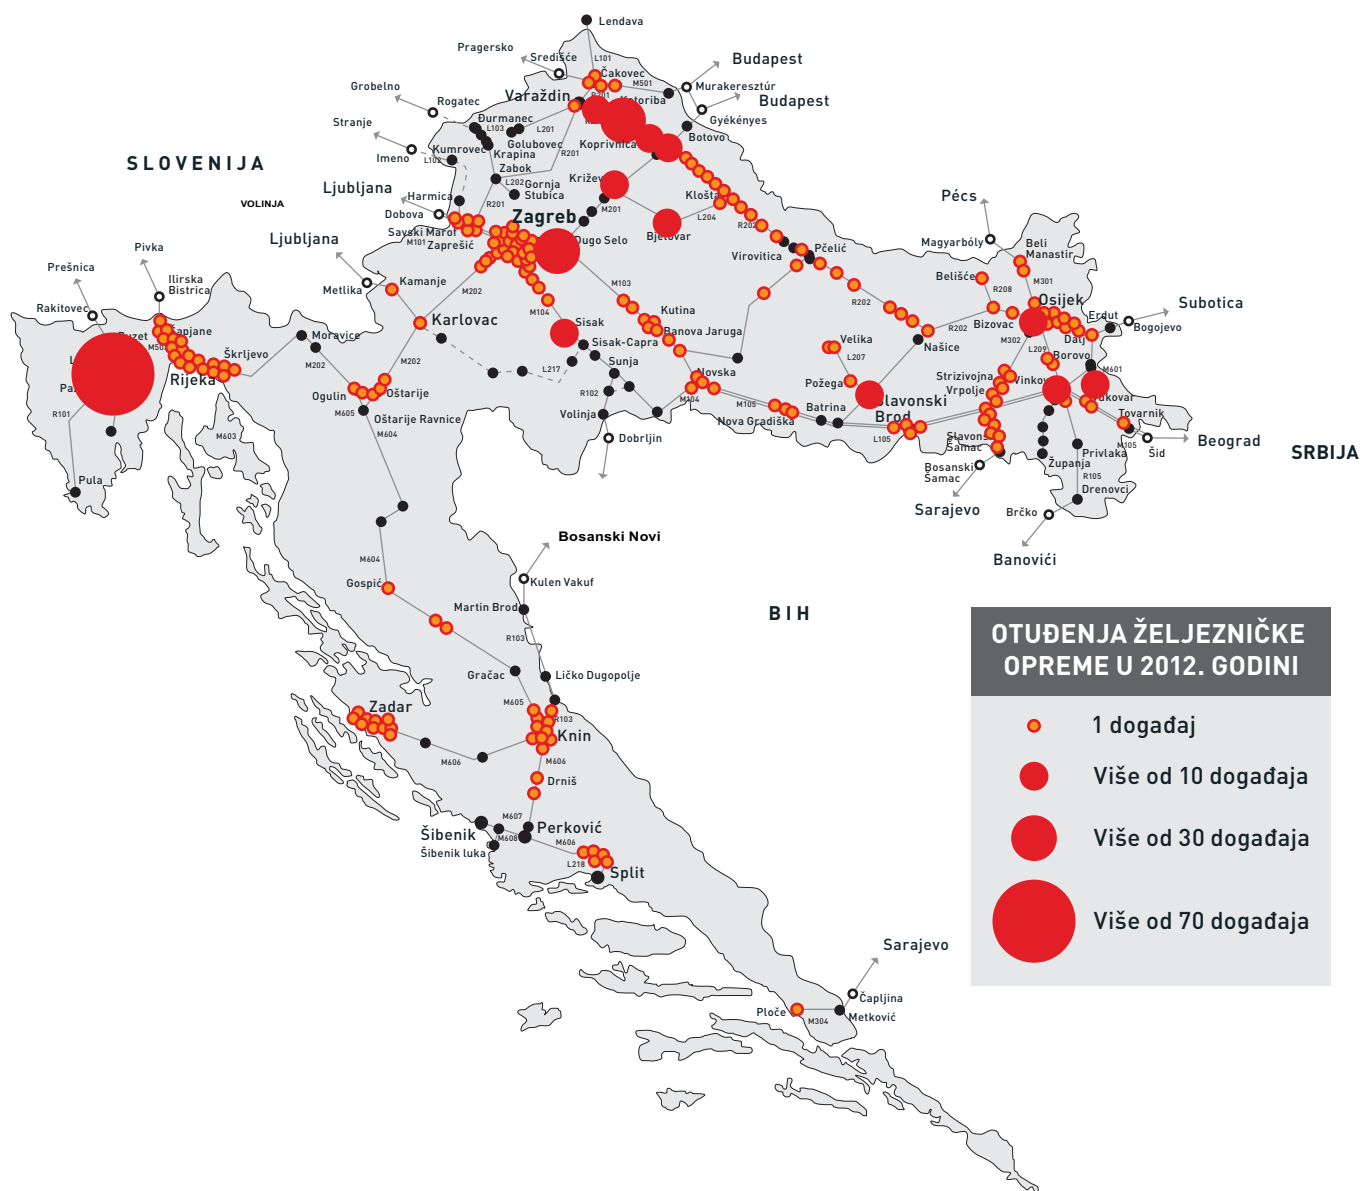 Lendava
Pragersko
Središće
L101
Čakovec
M501
Budapest
Murakeresztúr
Budapest
Gyékényes
Grobelno
Rogatec
Varaždin
Kotoriba
Botovo
Stranje
Đurmanec
L103
L201
Golubovec
Koprivnica
Imeno
Kumrovec
Krapina
R201
SLOVENIJA
Zabok
Ljubljana
L202
Gornja
Stubica
Harmica
R201
M201
L204
R202
VOLINJA
Dobova
Zagreb
Savski Marof
M101
Zaprešić
Dugo Selo
Bjelovar
Pécs
Ljubljana
Magyarbóly
Beli
Manastir
Pivka
Virovitica
Pčelić
Prešnica
Ilirska
Bistrica
Metlika
Kamanje
M202
M103
Belišće
M301
R208
Osijek
Subotica
Rakitovec
M104
Kutina
R202
Bizovac
Erdut
Bogojevo
Šapjane
Moravice
Karlovac
Sisak
Banova Jaruga
R202
M302
Dalj
Škrljevo
M202
M202
Sisak-Capra
Velika
Našice
L209
Borovo
Rijeka
L217
Sunja
L207
M601
Ogulin
Oštarije
R102
Novska
Požega
Strizivojna
Vrpolje
M605
M104
M105
Batrina
Slavonski
Brod
R101
Oštarije Ravnice
Volinja
Nova Gradiška
Tovarnik
M603
M604
Dobrljin
L105
M105
Šid
Beograd
SRBIJA
Šamac
Privlaka
Županja
Pula
Bosanski
Šamac
R105
Drenovci
Sarajevo
Brčko
Bosanski Novi
M604
Banovići
Gospić
Kulen Vakuf
Martin Brod
BIH
R103
OTUĐENJA ŽELJEZNIČKE
OPREME U 2012. GODINI
Gračac
Ličko Dugopolje
M605
R103
Zadar
Knin
1 događaj
M606
M606
Više od 10 događaja
Drniš
M607
Šibenik
M608
Perković
M606
Više od 30 događaja
Šibenik luka
L218
Split
Više od 70 događaja
Sarajevo
Čapljina
Ploče
M304
Metković